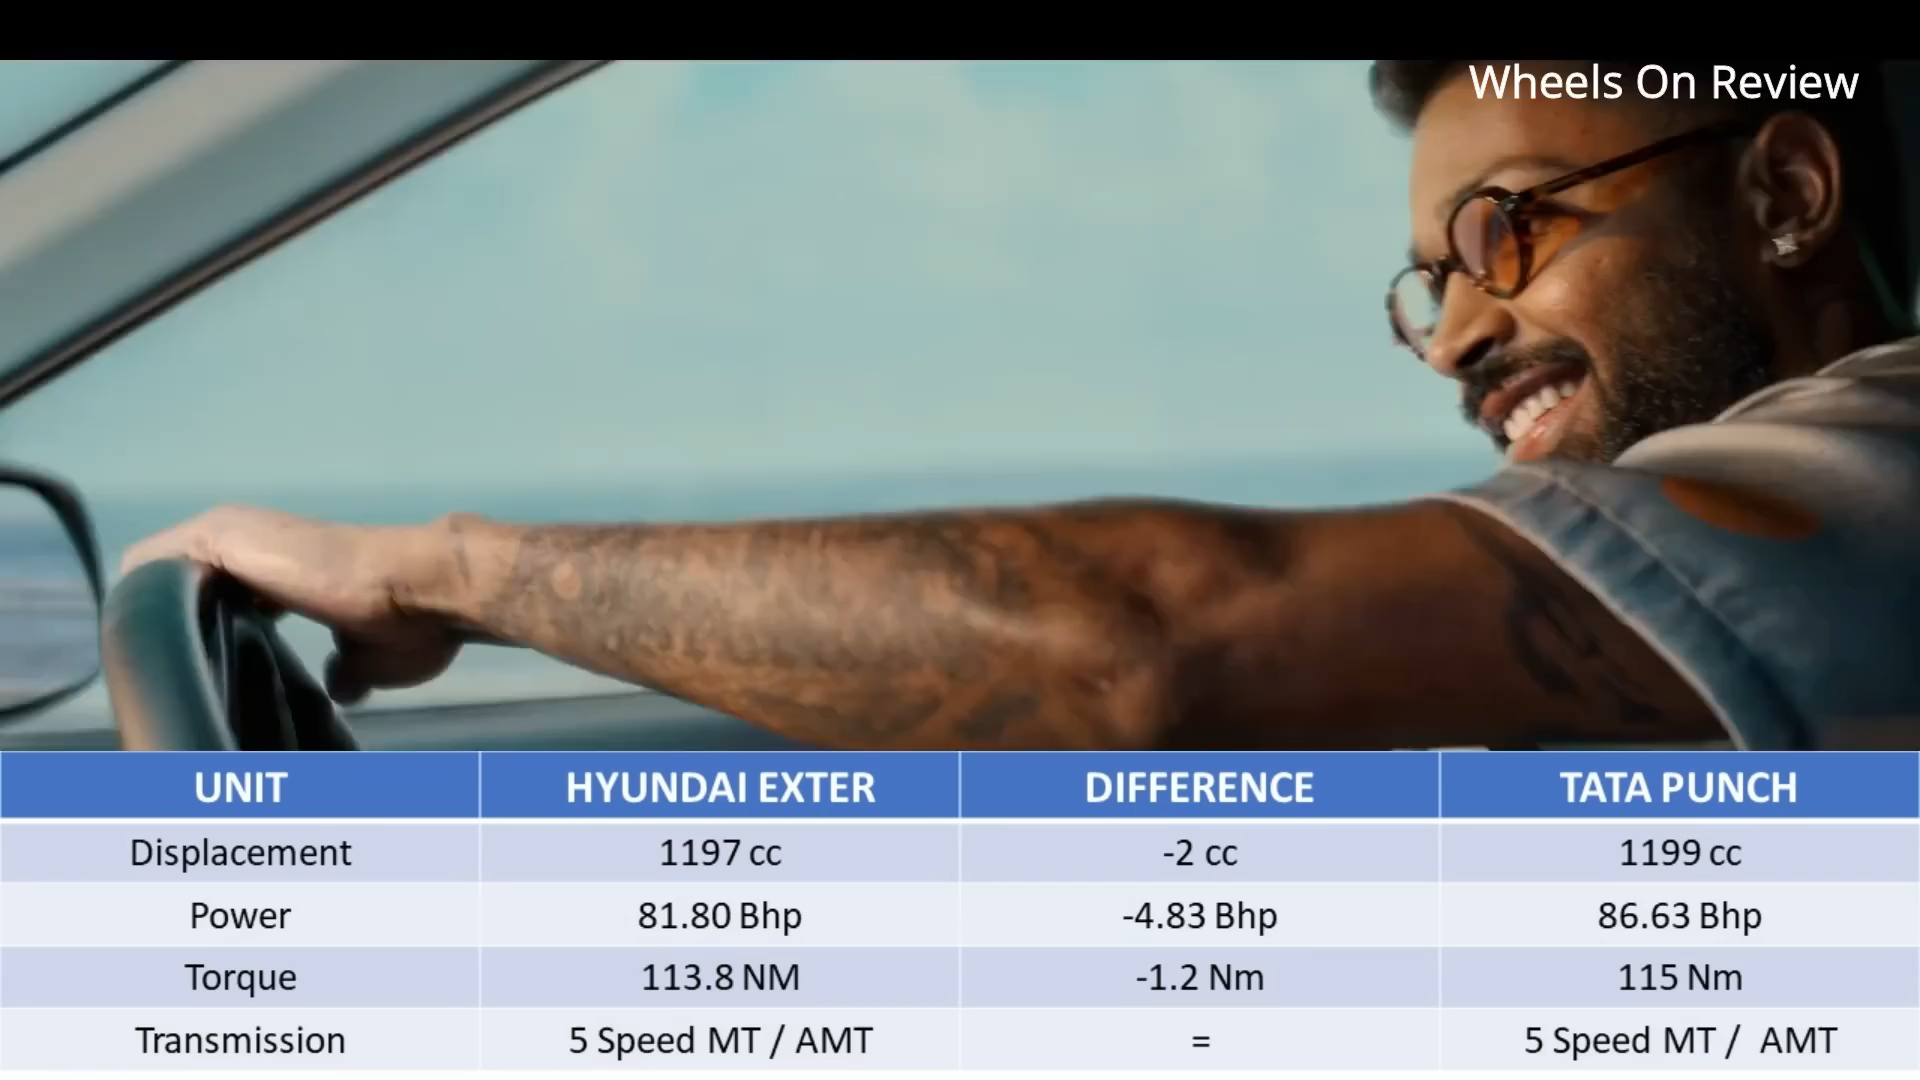 Wheels On Review
UNIT HYUNDAI EXTER DIFFERENCE TATA PUNCH
Displacement 1197 cc -2 cc 1199 cc
Power 81.80 Bhp -4.83 Bhp 86.63 Bhp
Torque 113.8 NM -1.2 Nm 115 Nm
Transmission 5 Speed MT / AMT = 5 Speed MT / AMT